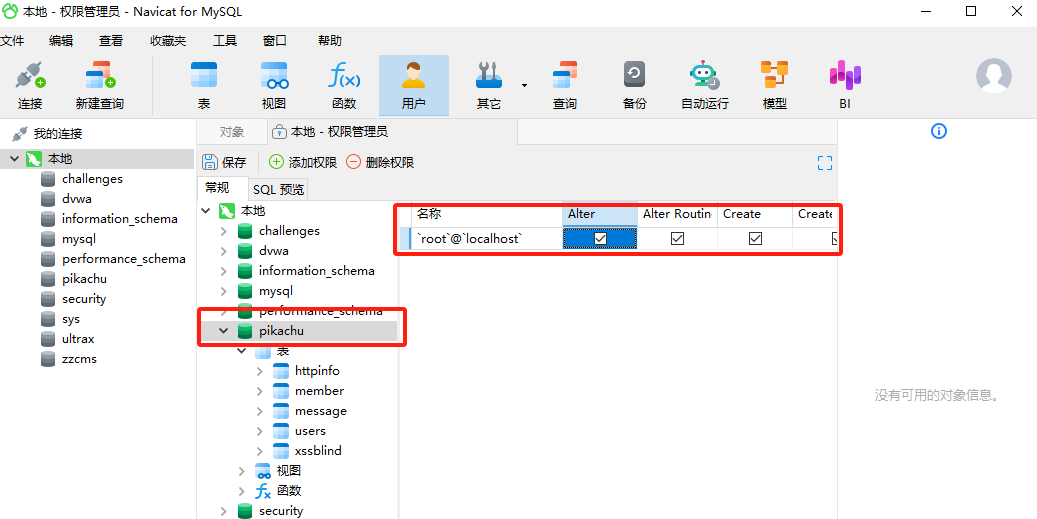 本地 - 权限管理员 - Navicat for MySQL
文件 编辑 查看 收藏夹 工具 窗口 帮助
连接 新建查询 表 视图 函数 用户 其它 查询 备份 自动运行 模型 BI
我的连接
本地
challenges
dvwa
information_schema
mysql
performance_schema
pikachu
security
sys
ultrax
zzcms
对象 本地 - 权限管理员
保存 添加权限 删除权限
常规 SQL 预览
本地
challenges
dvwa
information_schema
mysql
performance_schema
pikachu
表
httpinfo
member
message
users
xssblind
视图
函数
security
名称 Alter Alter Routin Create Create
`root`@`localhost`
没有可用的对象信息。